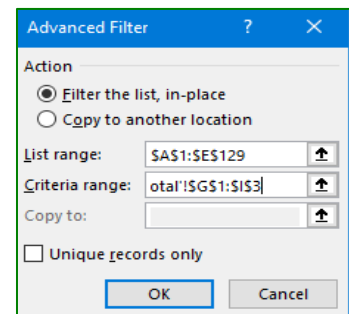 Advanced Filter ? ×
Action
Filter the list, in-place
Copy to another location
List range: $A$1:$E$129
Criteria range: otal'!$G$1:$I$3
Copy to:
Unique records only
OK Cancel